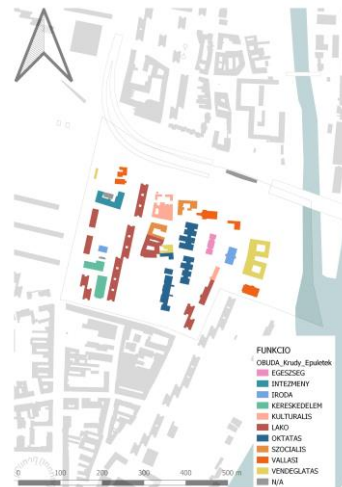 FUNKCIO
OBUDA_Krudy_Epuletek
EGESZSEG
INTEZMENY
IRODA
KERESKEDELEM
KULTURALIS
LAKO
OKTATAS
SZOCIALIS
VALLASI
VENDEGLATAS
N/A
0 100 200 300 400 500 m